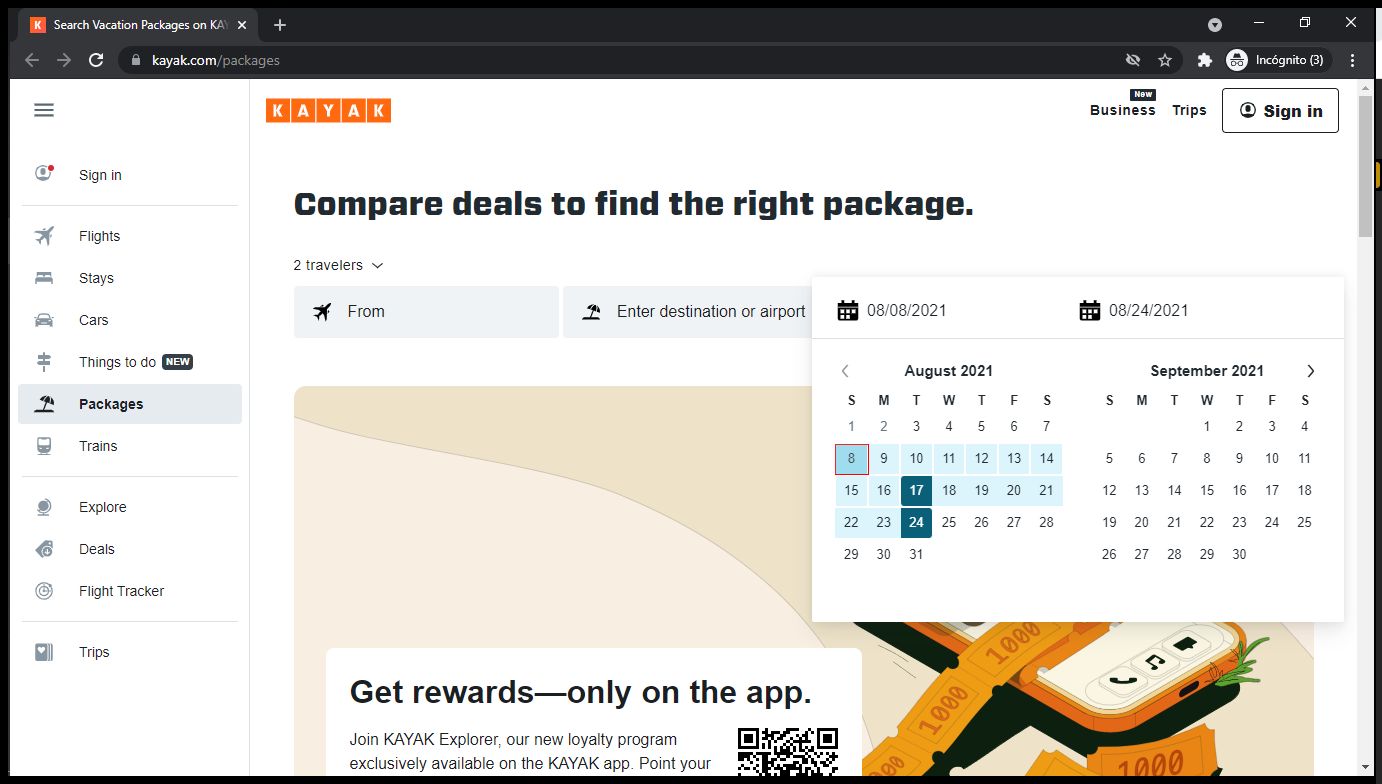 Search Vacation Packages on KAY
kayak.com/packages
Incógnito (3)
KAYAK
New
Business
Trips
Sign in
Sign in
Flights
Stays
Cars
Things to do NEW
Packages
Trains
Explore
Deals
Flight Tracker
Trips
Compare deals to find the right package.
2 travelers
From
Enter destination or airport
08/08/2021
08/24/2021
August 2021
S M T W T F S
1 2 3 4 5 6 7
8 9 10 11 12 13 14
15 16 17 18 19 20 21
22 23 24 25 26 27 28
29 30 31
September 2021
S M T W T F S
1 2 3 4
5 6 7 8 9 10 11
12 13 14 15 16 17 18
19 20 21 22 23 24 25
26 27 28 29 30
Get rewards—only on the app.
Join KAYAK Explorer, our new loyalty program
exclusively available on the KAYAK app. Point your
1000
1000
1000